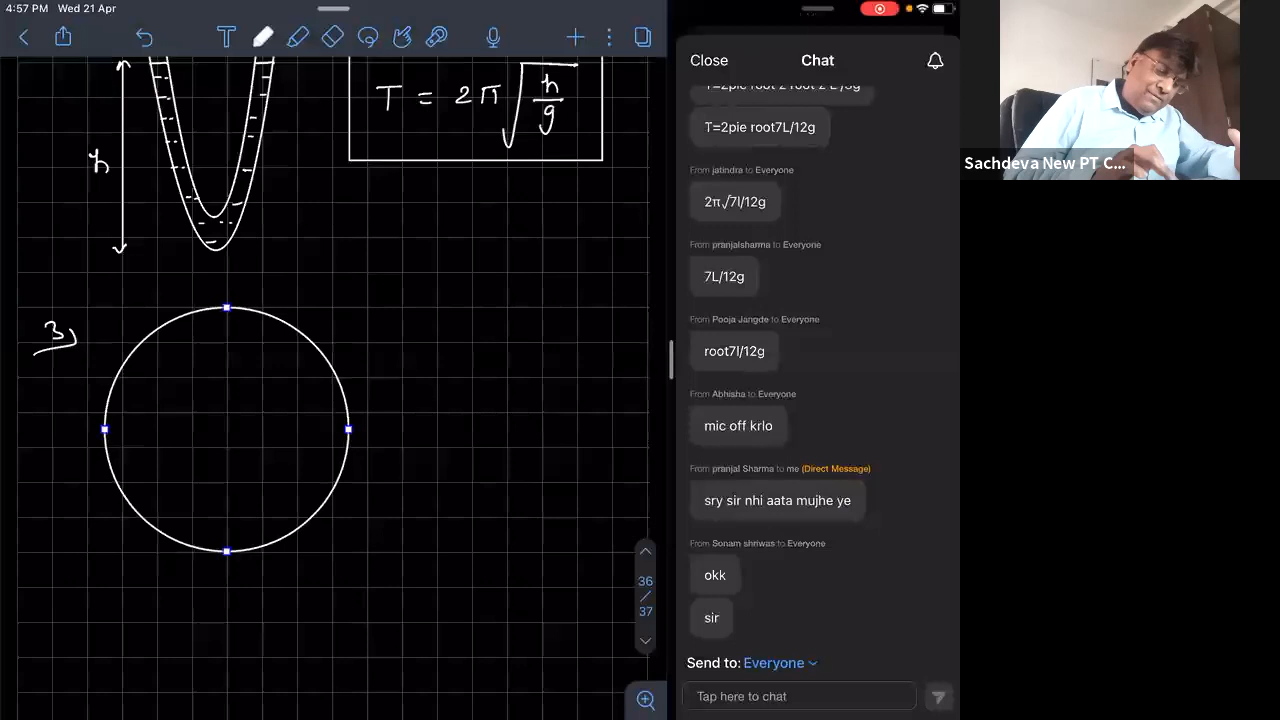 4:57 PM Wed 21 Apr
T = 2π √h/g
h
3)
36
37
Close
Chat
T=2pie root7L/12g
From jatindra to Everyone
2π√7l/12g
From pranjalsharma to Everyone
7L/12g
From Pooja Jangde to Everyone
root7l/12g
From Abhisha to Everyone
mic off krlo
From pranjal Sharma to me (Direct Message)
sry sir nhi aata mujhe ye
From Sonam shriwas to Everyone
okk
sir
Send to: Everyone
Tap here to chat
Sachdeva New PT C...